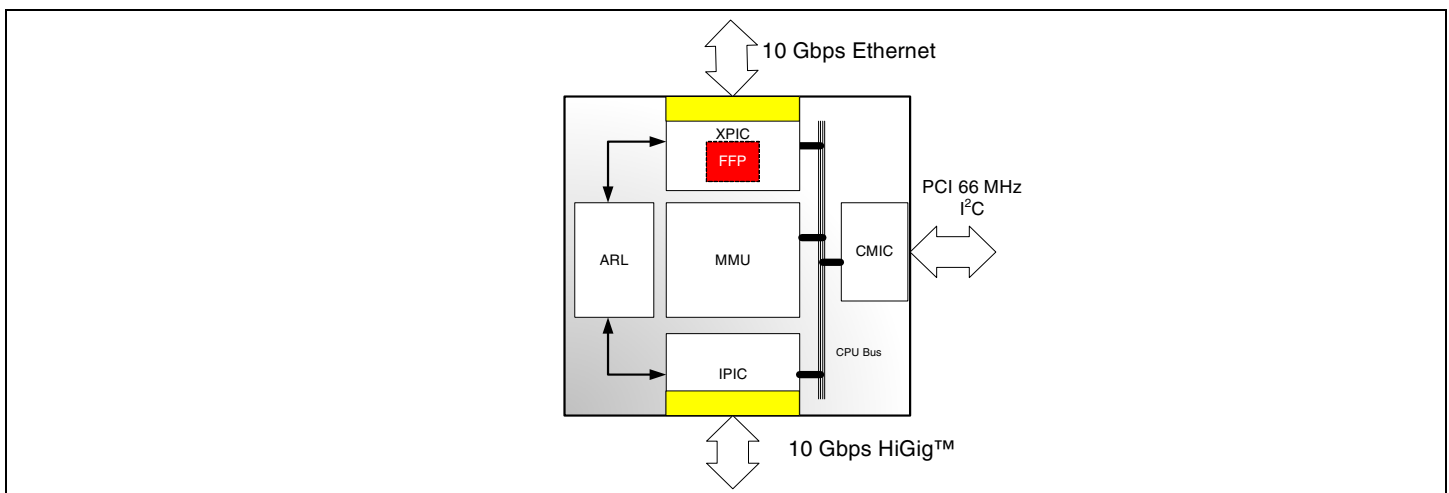 10 Gbps Ethernet
XPIC
FFP
PCI 66 MHz
I²C
ARL
MMU
CMIC
CPU Bus
IPIC
10 Gbps HiGig™